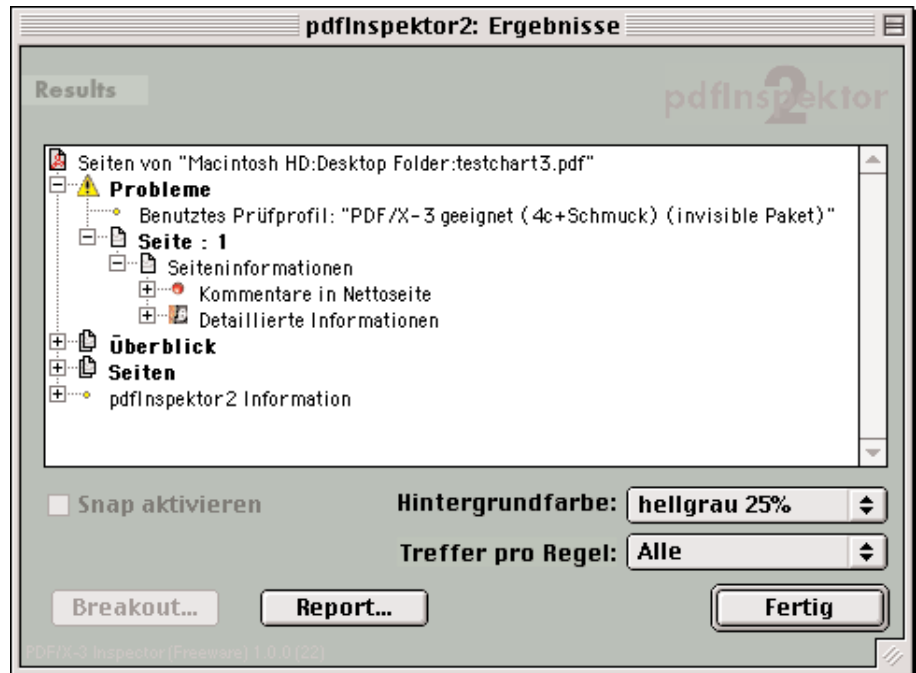 pdfInspektor2: Ergebnisse
Results
pdfInspektor
2
Seiten von "Macintosh HD:Desktop Folder:testchart3.pdf"
Probleme
Benutztes Prüfprofil: "PDF/X-3 geeignet (4c+Schmuck) (invisible Paket)"
Seite : 1
Seiteninformationen
Kommentare in Nettoseite
Detaillierte Informationen
Überblick
Seiten
pdfInspektor2 Information
Snap aktivieren
Hintergrundfarbe: hellgrau 25%
Treffer pro Regel: Alle
Breakout... Report... Fertig
PDF/X-3 Inspector (Freeware) 1.0.0 (22)